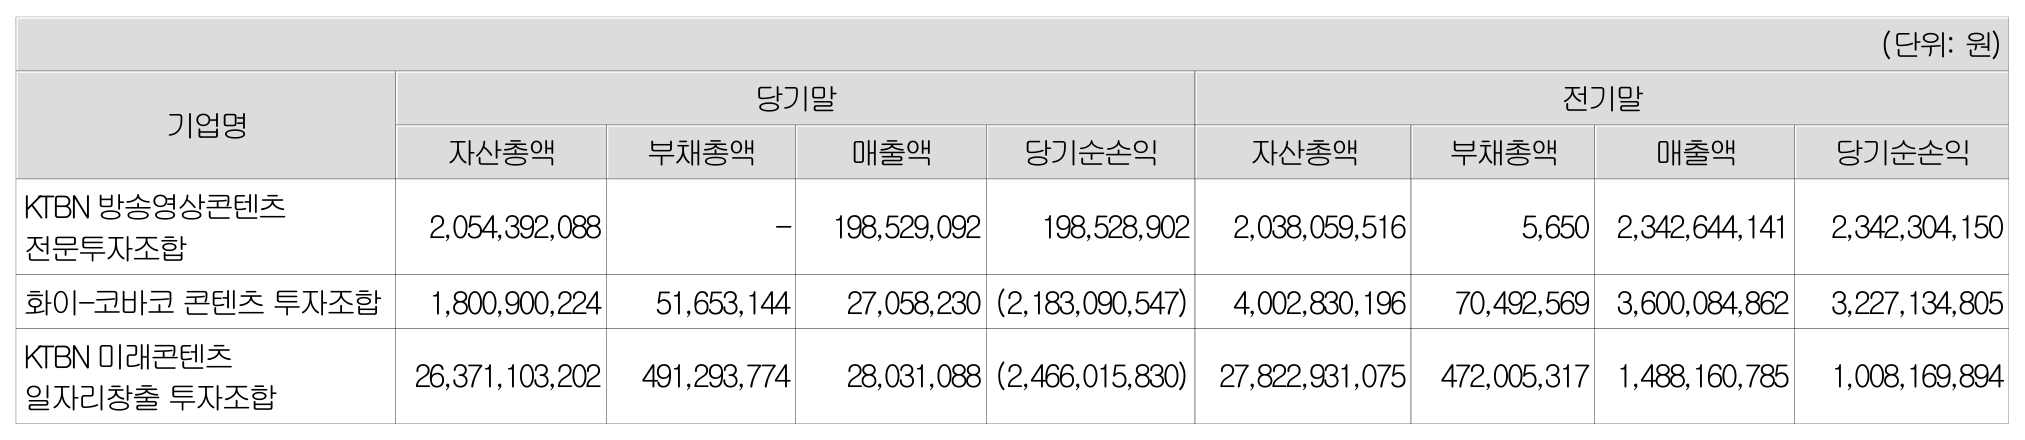 (단위: 원)
기업명 당기말 전기말
자산총액 부채총액 매출액 당기순손익 자산총액 부채총액 매출액 당기순손익
KTBN 방송영상콘텐츠
전문투자조합 2,054,392,088 – 198,529,092 198,528,902 2,038,059,516 5,650 2,342,644,141 2,342,304,150
화이-코바코 콘텐츠 투자조합 1,800,900,224 51,653,144 27,058,230 (2,183,090,547) 4,002,830,196 70,492,569 3,600,084,862 3,227,134,805
KTBN 미래콘텐츠
일자리창출 투자조합 26,371,103,202 491,293,774 28,031,088 (2,466,015,830) 27,822,931,075 472,005,317 1,488,160,785 1,008,169,894